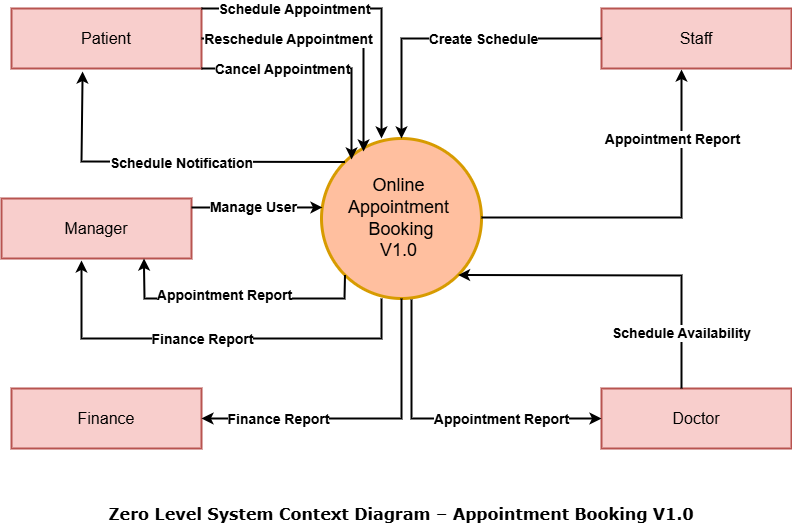 Schedule Appointment
Patient
Reschedule Appointment
Create Schedule
Staff
Cancel Appointment
Appointment Report
Schedule Notification
Online
Appointment
Booking
V1.0
Manage User
Manager
Appointment Report
Finance Report
Schedule Availability
Finance
Finance Report
Appointment Report
Doctor
Zero Level System Context Diagram – Appointment Booking V1.0